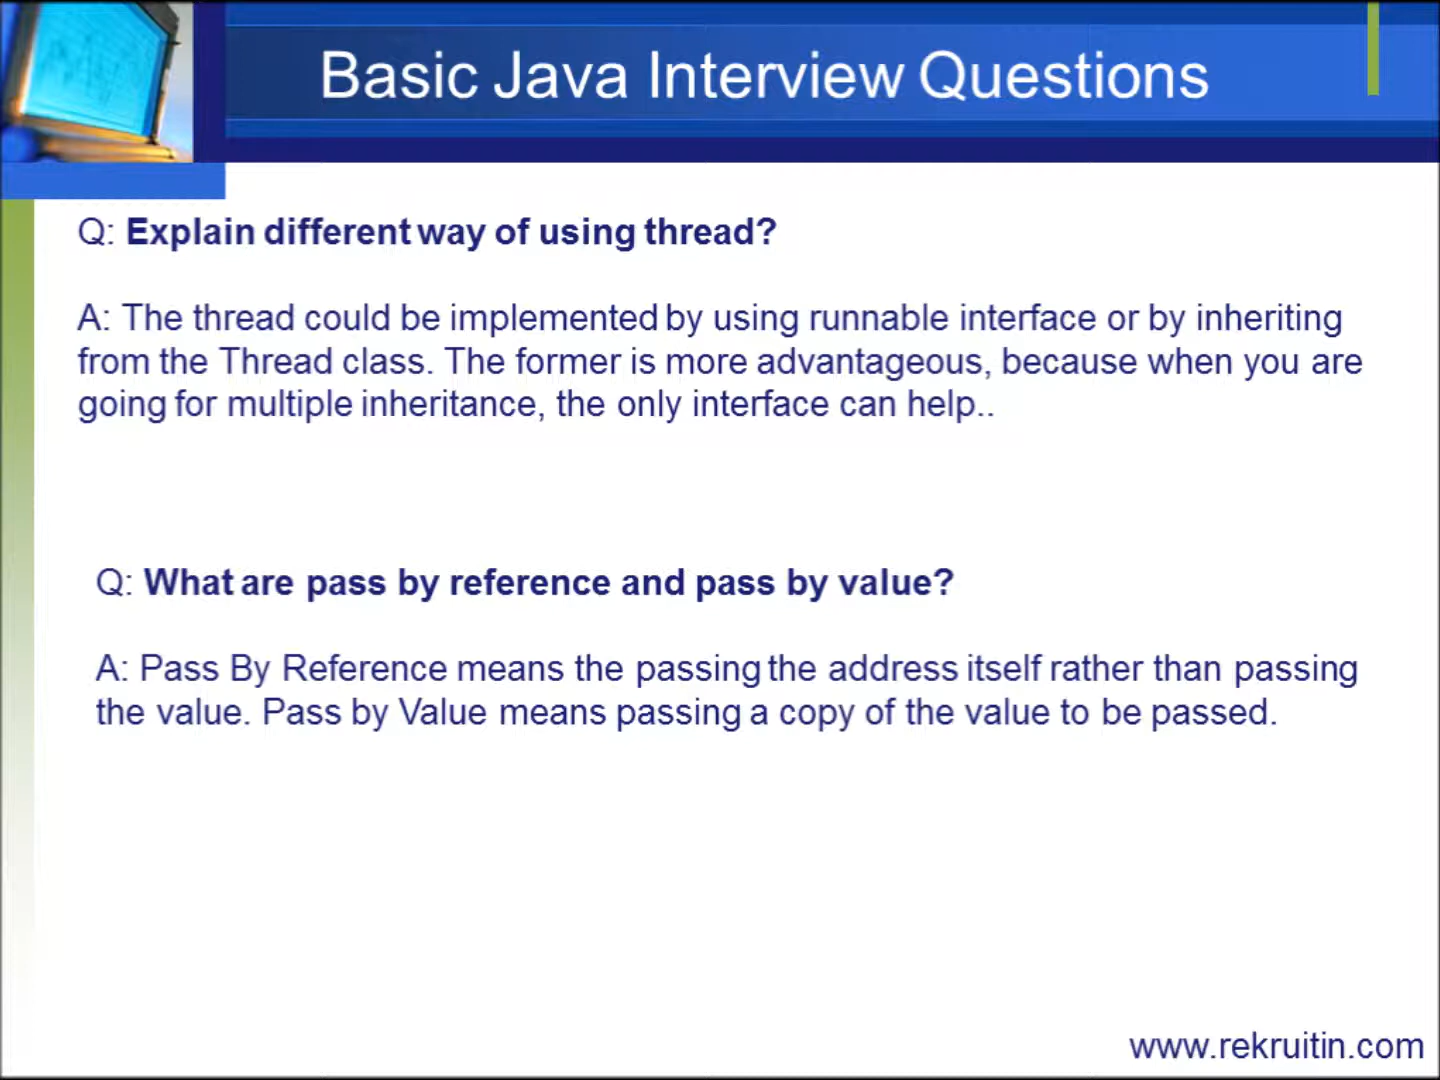 Basic Java Interview Questions
Q: Explain different way of using thread?
A: The thread could be implemented by using runnable interface or by inheriting
from the Thread class. The former is more advantageous, because when you are
going for multiple inheritance, the only interface can help..
Q: What are pass by reference and pass by value?
A: Pass By Reference means the passing the address itself rather than passing
the value. Pass by Value means passing a copy of the value to be passed.
www.rekruitin.com